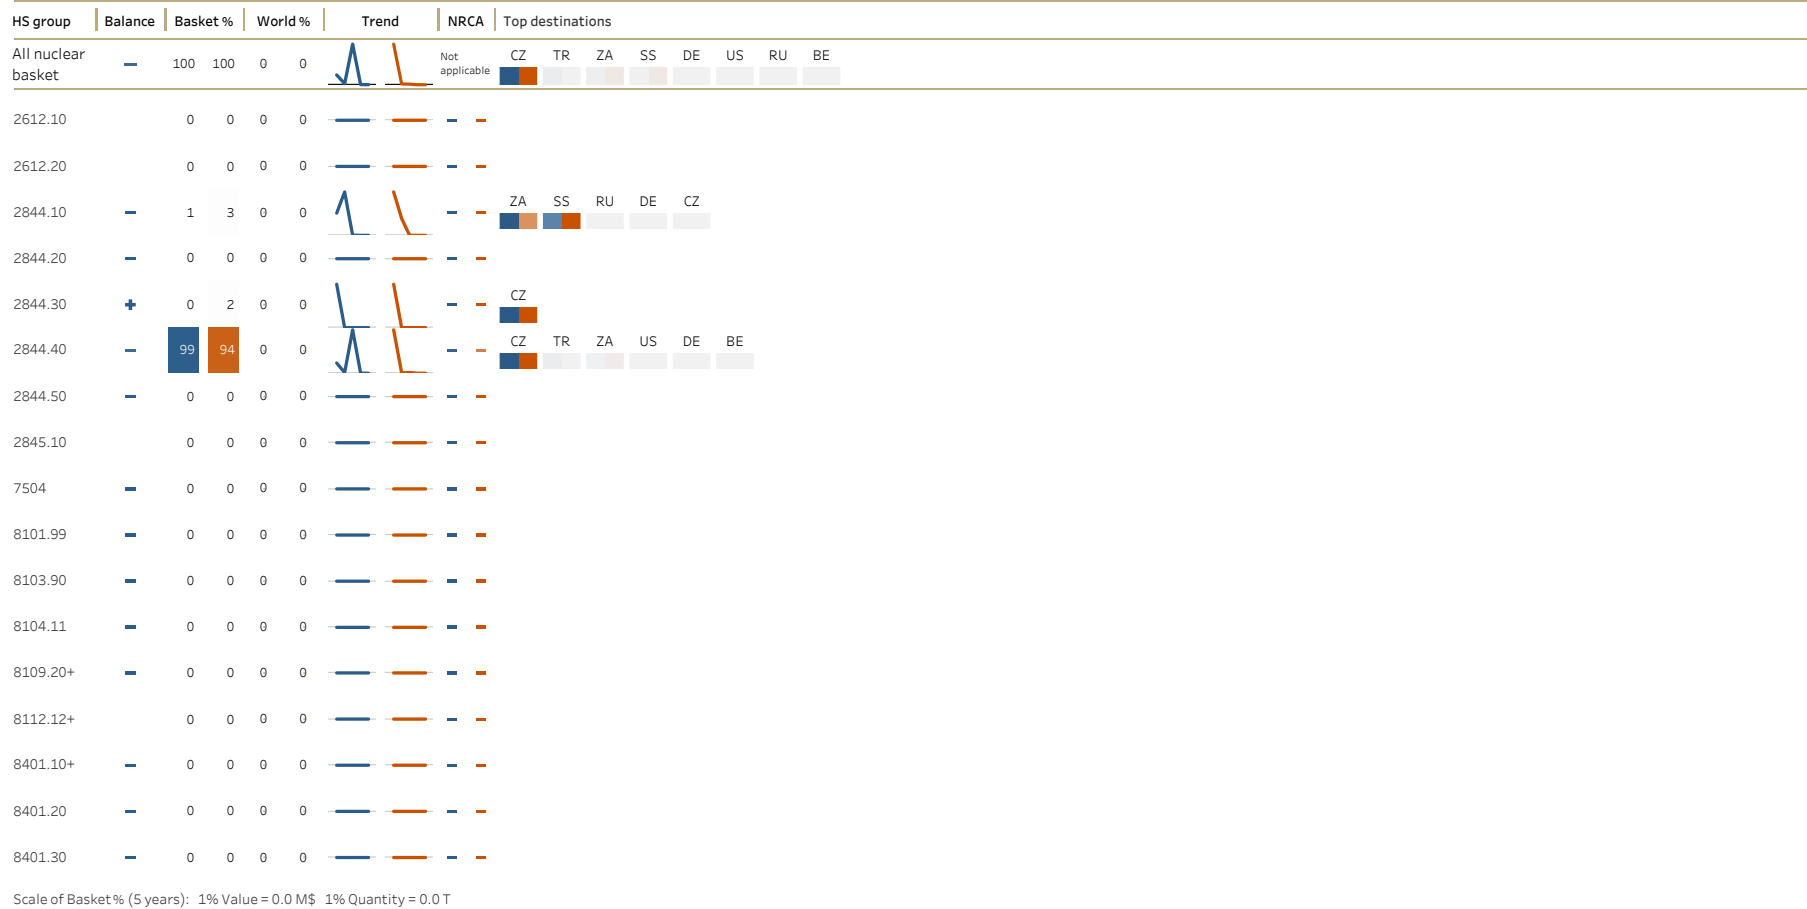 HS group Balance Basket % World % Trend NRCA Top destinations
All nuclear basket 100 100 0 0 Not applicable CZ TR ZA SS DE US RU BE
2612.10 0 0 0 0
2612.20 0 0 0 0
2844.10 1 3 0 0 ZA SS RU DE CZ
2844.20 0 0 0 0
2844.30 0 2 0 0 CZ
2844.40 99 94 0 0 CZ TR ZA US DE BE
2844.50 0 0 0 0
2845.10 0 0 0 0
7504 0 0 0 0
8101.99 0 0 0 0
8103.90 0 0 0 0
8104.11 0 0 0 0
8109.20+ 0 0 0 0
8112.12+ 0 0 0 0
8401.10+ 0 0 0 0
8401.20 0 0 0 0
8401.30 0 0 0 0
Scale of Basket% (5 years): 1% Value = 0.0 M$ 1% Quantity = 0.0 T